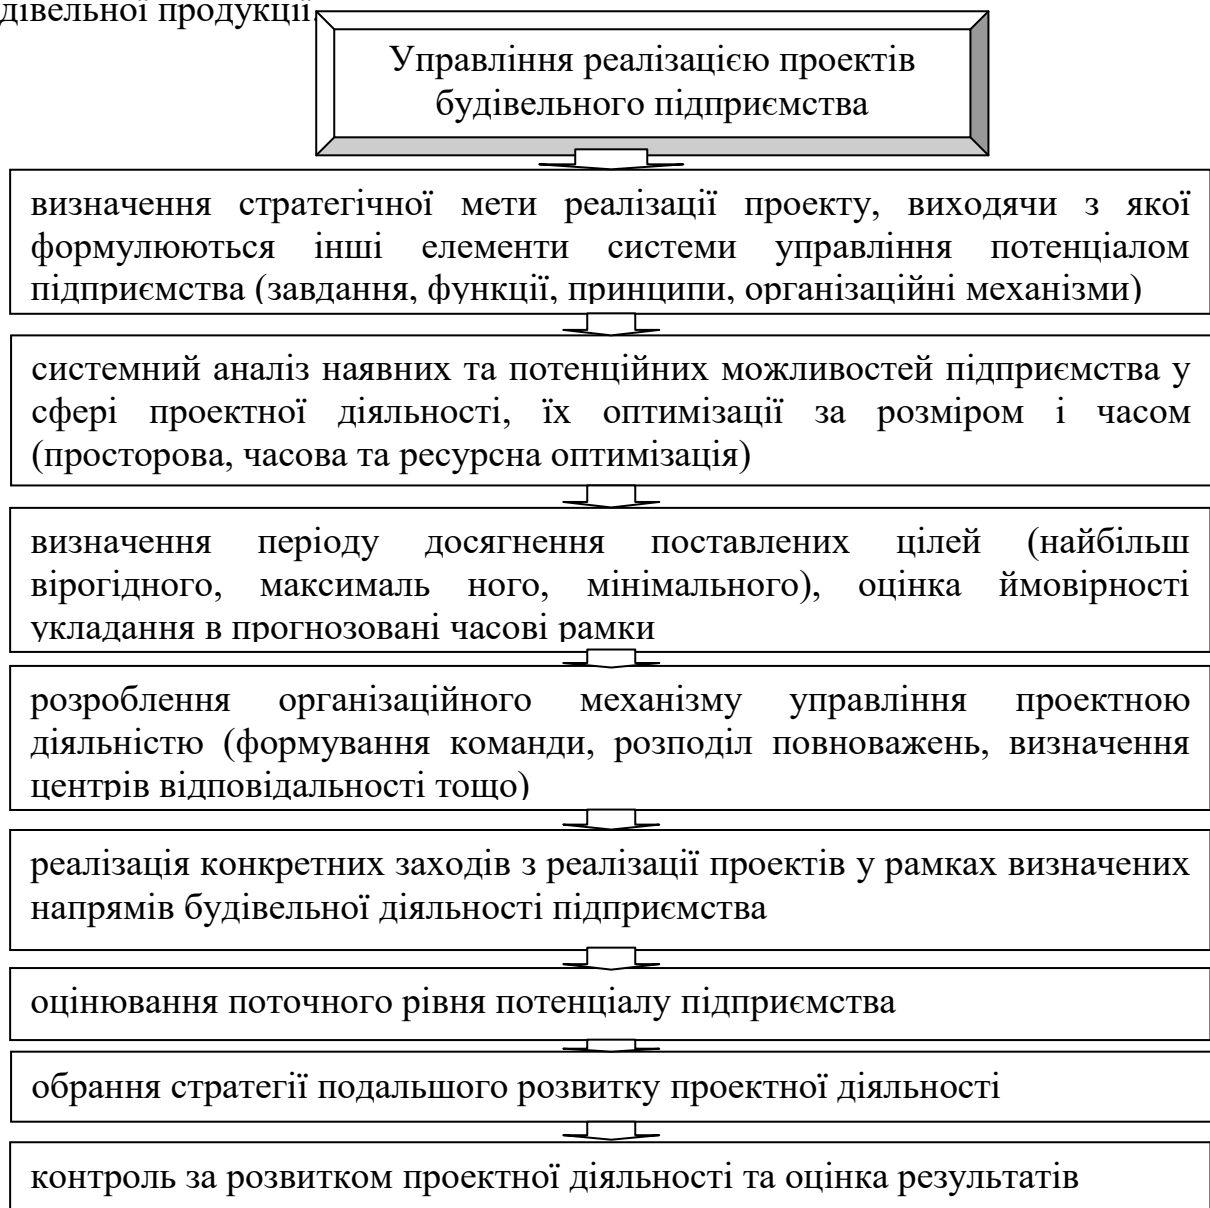 дівельної продукції.
Управління реалізацією проектів
будівельного підприємства
визначення стратегічної мети реалізації проекту, виходячи з якої
формулюються інші елементи системи управління потенціалом
підприємства (завдання, функції, принципи, організаційні механізми)
системний аналіз наявних та потенційних можливостей підприємства у
сфері проектної діяльності, їх оптимізації за розміром і часом
(просторова, часова та ресурсна оптимізація)
визначення періоду досягнення поставлених цілей (найбільш
вірогідного, максималь ного, мінімального), оцінка ймовірності
укладання в прогнозовані часові рамки
розроблення організаційного механізму управління проектною
діяльністю (формування команди, розподіл повноважень, визначення
центрів відповідальності тощо)
реалізація конкретних заходів з реалізації проектів у рамках визначених
напрямів будівельної діяльності підприємства
оцінювання поточного рівня потенціалу підприємства
обрання стратегії подальшого розвитку проектної діяльності
контроль за розвитком проектної діяльності та оцінка результатів